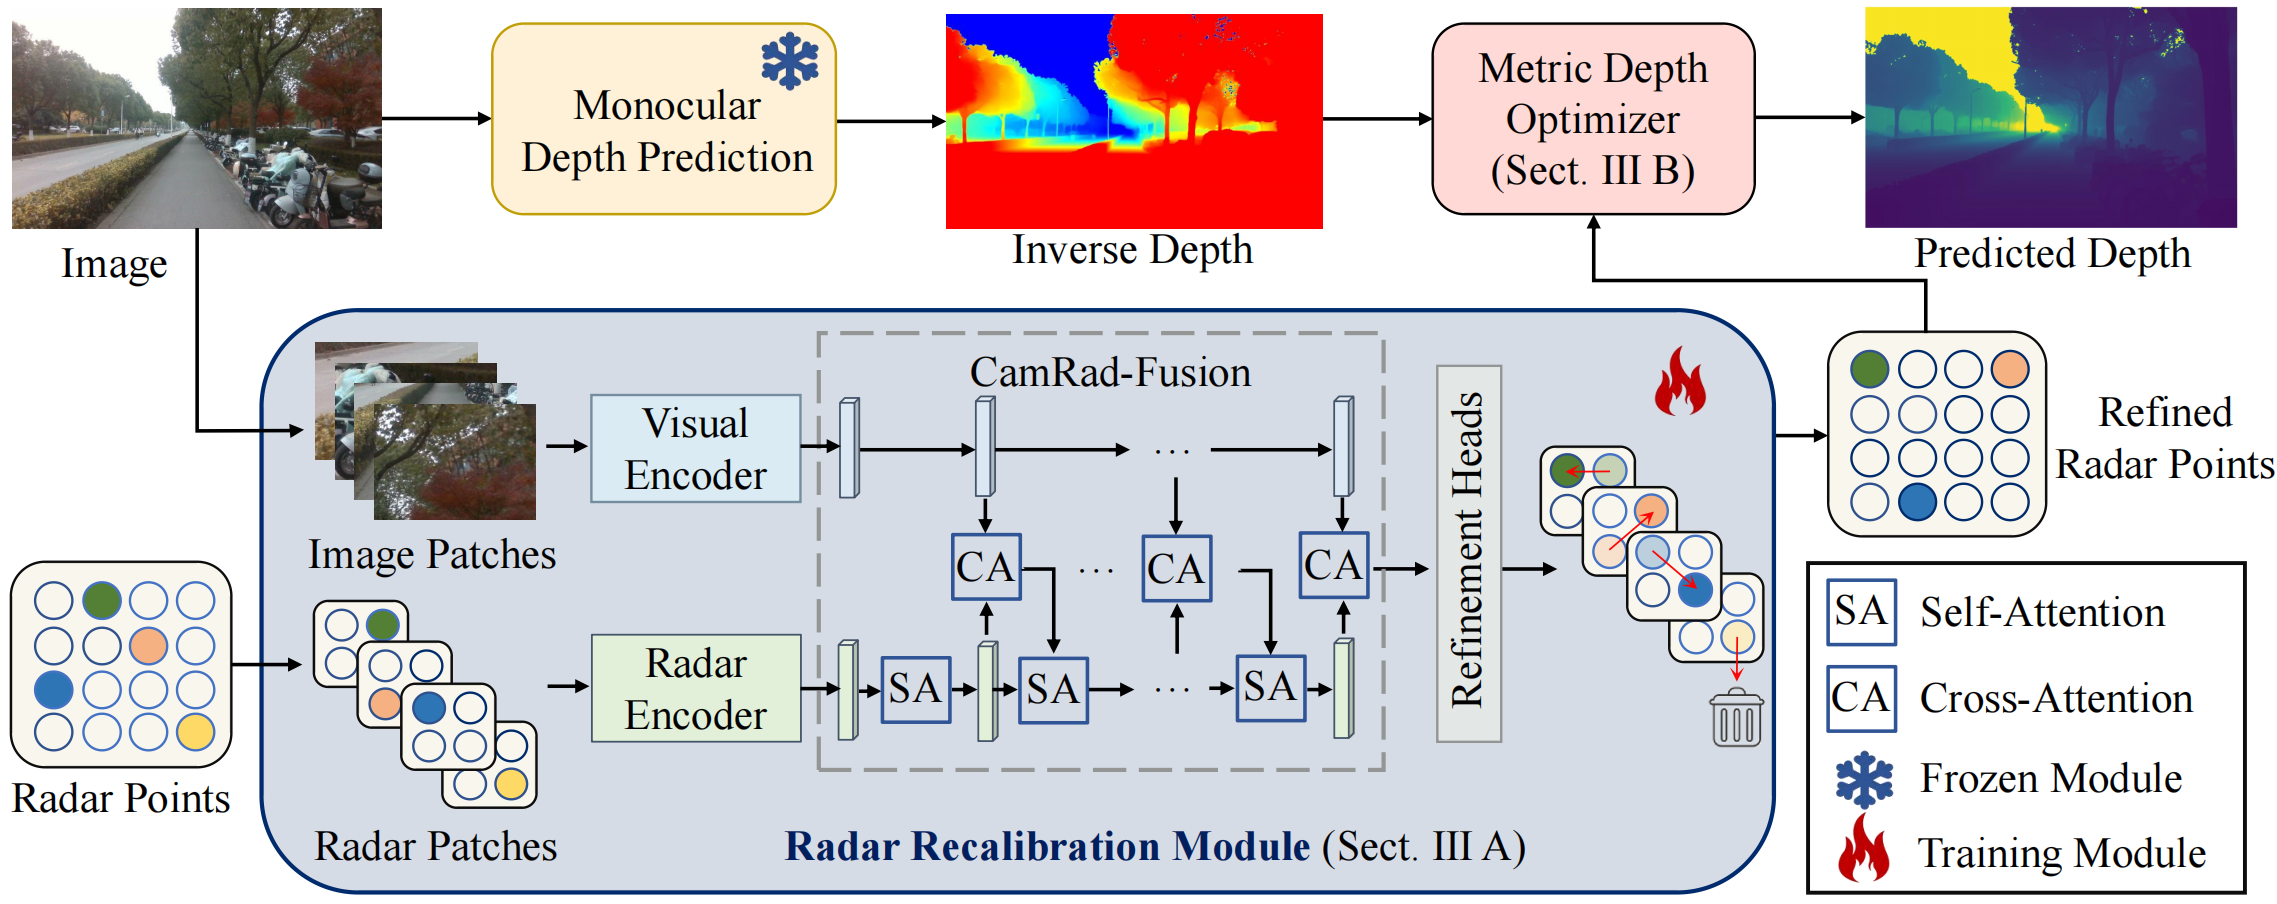 Monocular
Depth Prediction
Metric Depth
Optimizer
(Sect. III B)
Image
Inverse Depth
Predicted Depth
CamRad-Fusion
Visual
Encoder
...
CA
...
CA
CA
Image Patches
Radar
Encoder
SA
SA
...
SA
Refinement Heads
Refined
Radar Points
Radar Points
Radar Patches
Radar Recalibration Module (Sect. III A)
SA Self-Attention
CA Cross-Attention
Frozen Module
Training Module